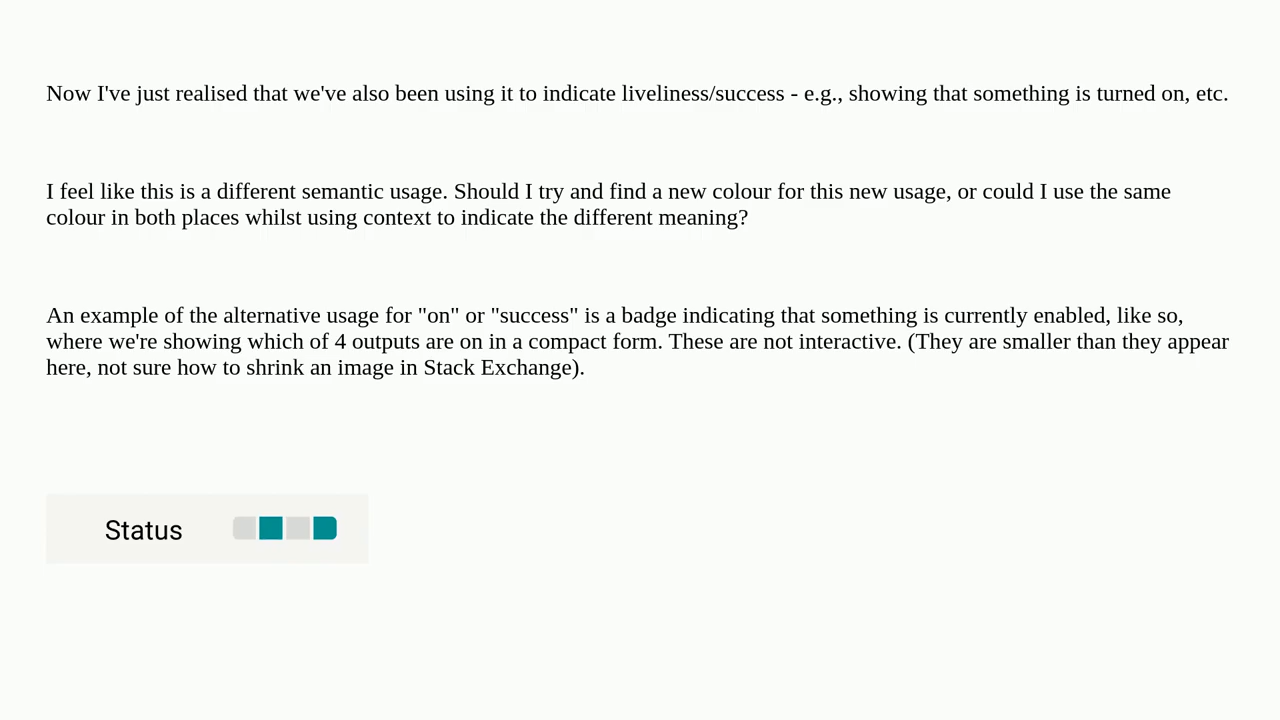 Now I've just realised that we've also been using it to indicate liveliness/success - e.g., showing that something is turned on, etc.
I feel like this is a different semantic usage. Should I try and find a new colour for this new usage, or could I use the same
colour in both places whilst using context to indicate the different meaning?
An example of the alternative usage for "on" or "success" is a badge indicating that something is currently enabled, like so,
where we're showing which of 4 outputs are on in a compact form. These are not interactive. (They are smaller than they appear
here, not sure how to shrink an image in Stack Exchange).
Status